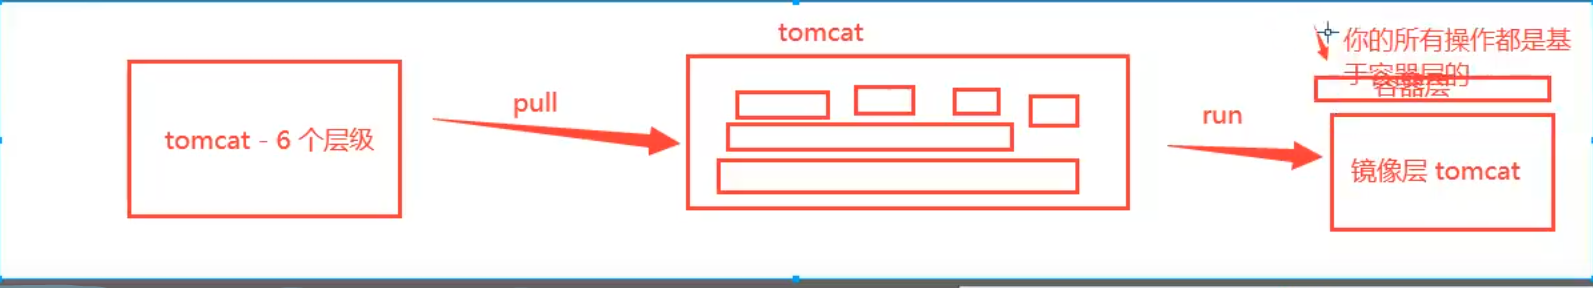 tomcat
你的所有操作都是基
于容器层的
容器层
pull
run
tomcat - 6 个层级
镜像层 tomcat